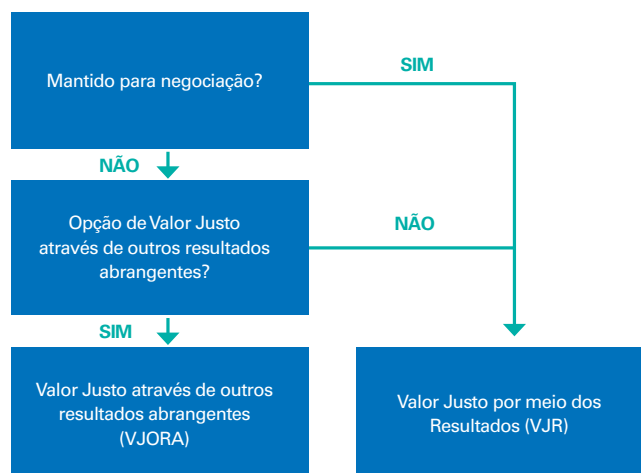 Mantido para negociação?
SIM
NÃO
Opção de Valor Justo
através de outros resultados
abrangentes?
NÃO
SIM
Valor Justo através de outros
resultados abrangentes
(VJORA)
Valor Justo por meio dos
Resultados (VJR)